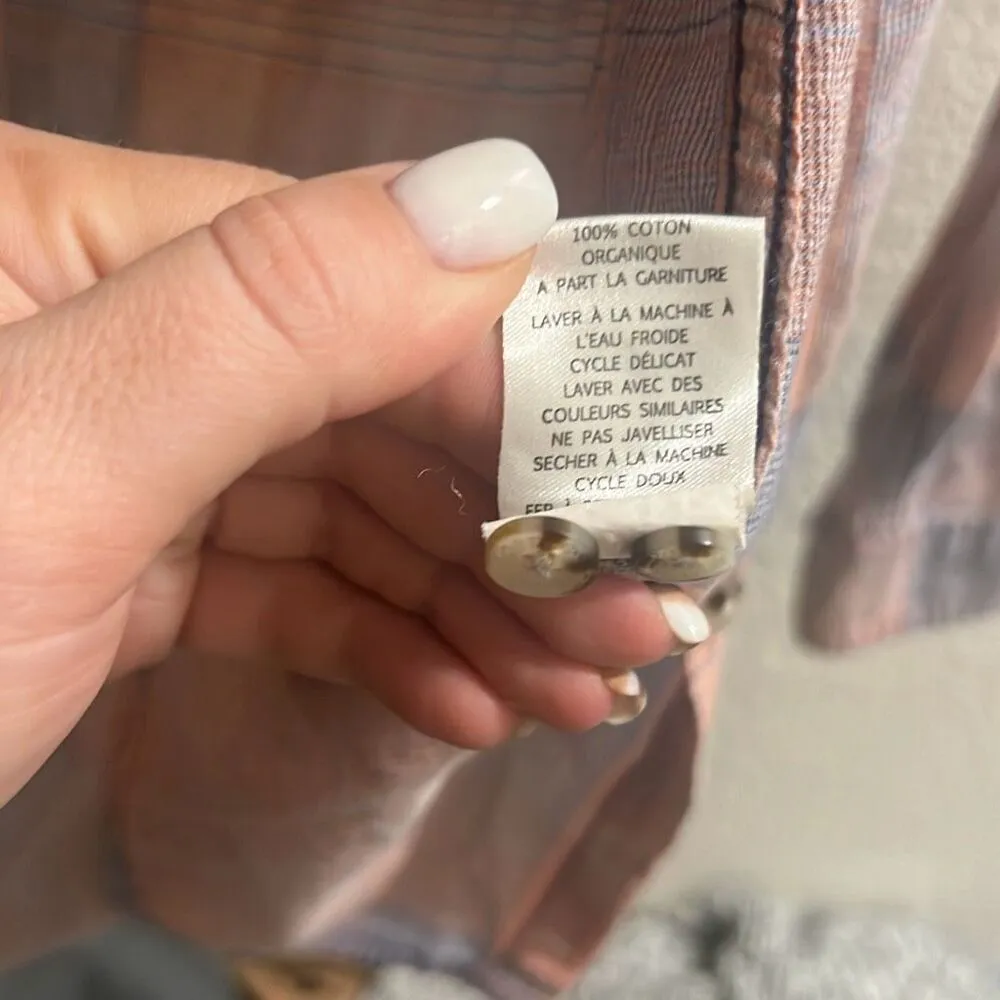 100% COTON
ORGANIQUE
A PART LA GARNITURE
LAVER À LA MACHINE À
L'EAU FROIDE
CYCLE DÉLICAT
LAVER AVEC DES
COULEURS SIMILAIRES
NE PAS JAVELLISER
SECHER À LA MACHINE
CYCLE DOUX